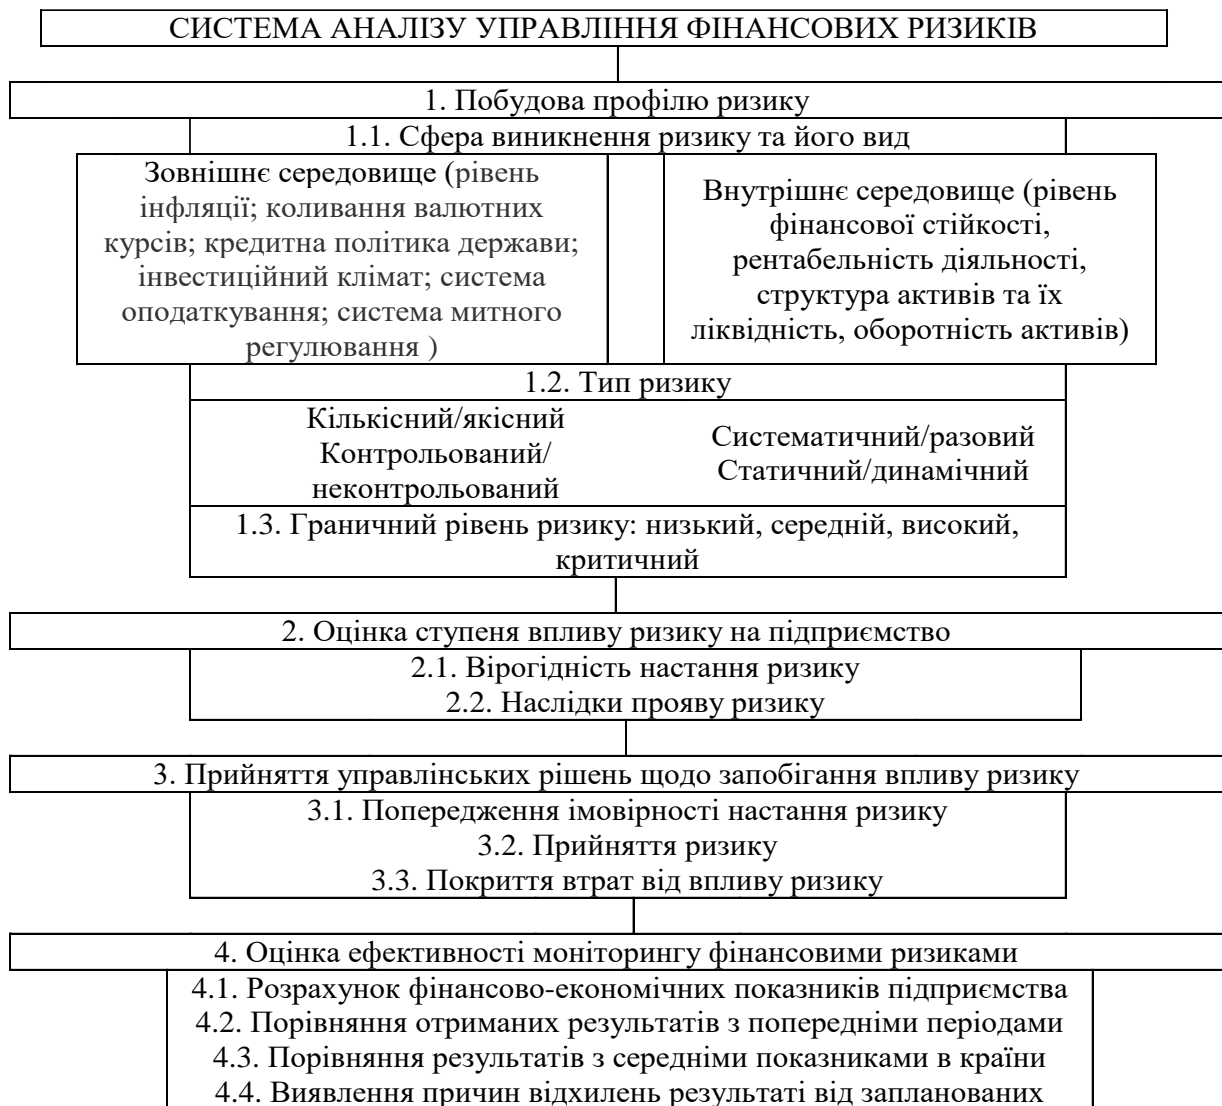 СИСТЕМА АНАЛІЗУ УПРАВЛІННЯ ФІНАНСОВИХ РИЗИКІВ
1. Побудова профілю ризику
1.1. Сфера виникнення ризику та його вид
Зовнішнє середовище (рівень
інфляції; коливання валютних
курсів; кредитна політика держави;
інвестиційний клімат; система
оподаткування; система митного
регулювання )
Внутрішнє середовище (рівень
фінансової стійкості,
рентабельність діяльності,
структура активів та їх
ліквідність, оборотність активів)
1.2. Тип ризику
Кількісний/якісний
Контрольований/
неконтрольований
Систематичний/разовий
Статичний/динамічний
1.3. Граничний рівень ризику: низький, середній, високий,
критичний
2. Оцінка ступеня впливу ризику на підприємство
2.1. Вірогідність настання ризику
2.2. Наслідки прояву ризику
3. Прийняття управлінських рішень щодо запобігання впливу ризику
3.1. Попередження імовірності настання ризику
3.2. Прийняття ризику
3.3. Покриття втрат від впливу ризику
4. Оцінка ефективності моніторингу фінансовими ризиками
4.1. Розрахунок фінансово-економічних показників підприємства
4.2. Порівняння отриманих результатів з попередніми періодами
4.3. Порівняння результатів з середніми показниками в країни
4.4. Виявлення причин відхилень результаті від запланованих